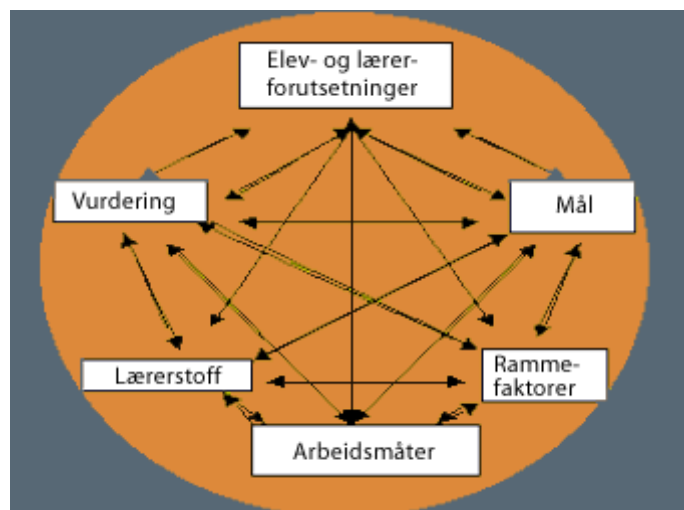 Elev- og lærer-
forutsetninger
Vurdering
Mål
Lærerstoff
Ramme-
faktorer
Arbeidsmåter